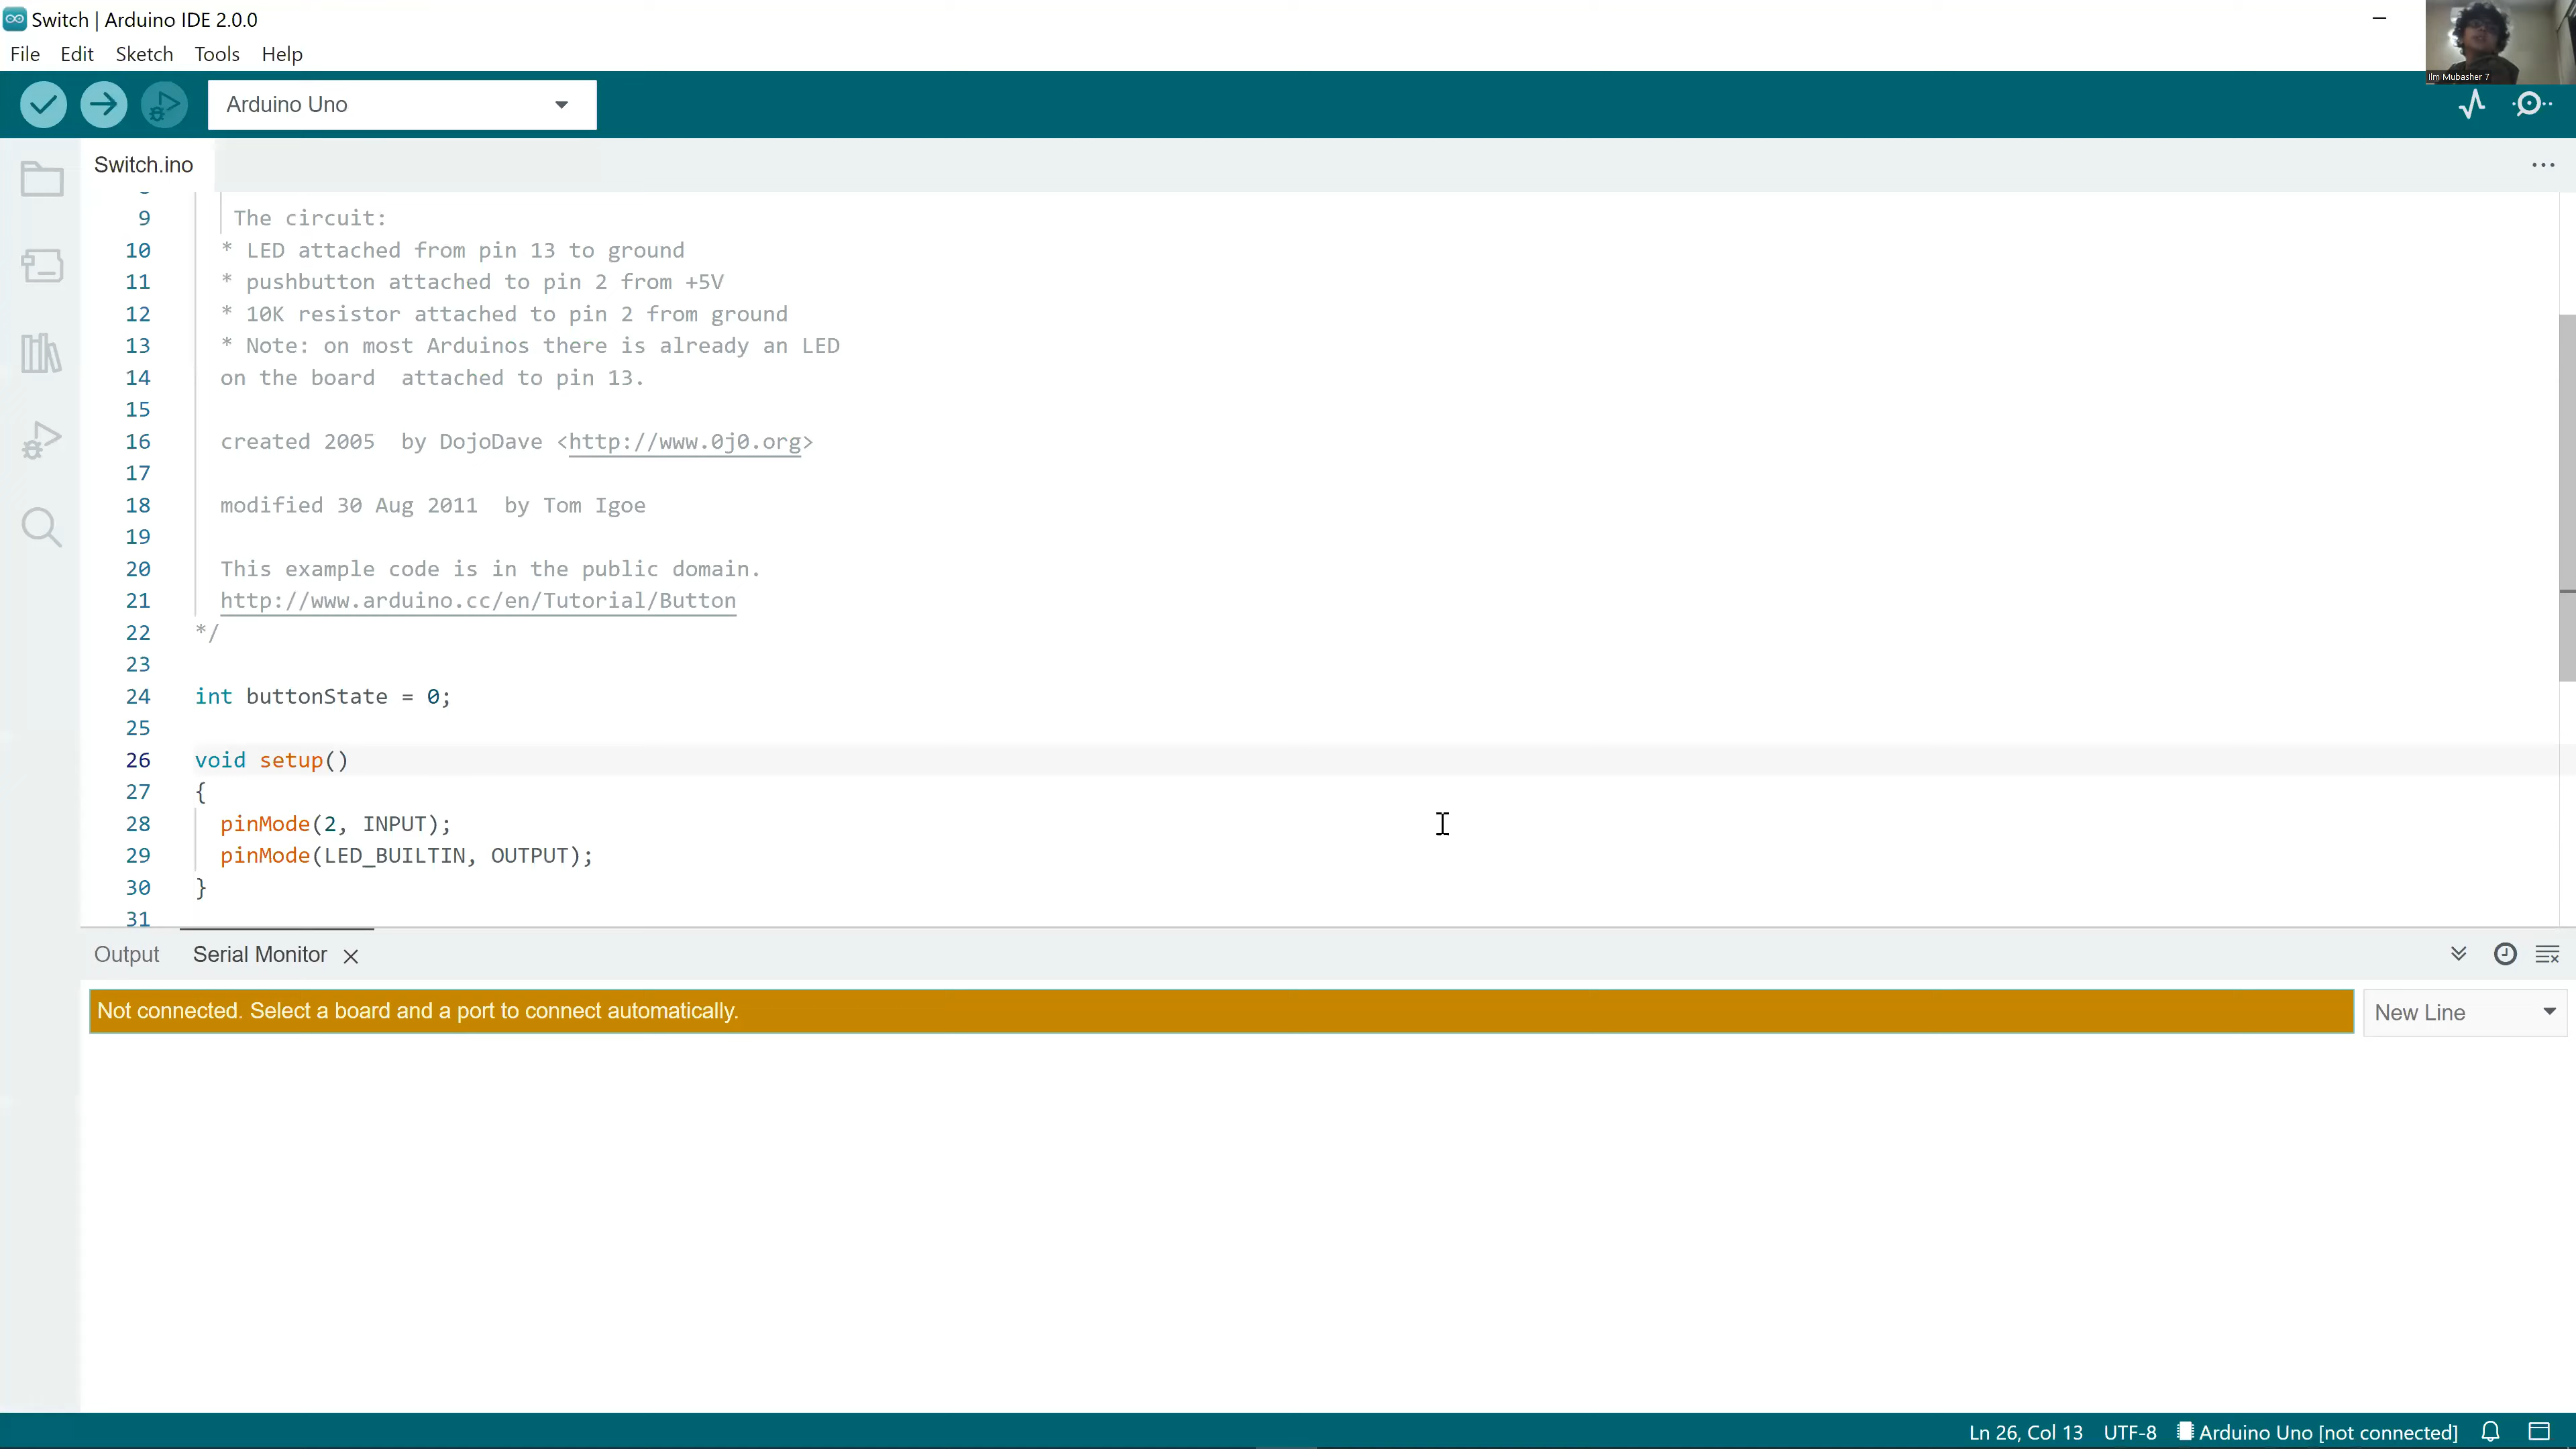 Switch | Arduino IDE 2.0.0
File Edit Sketch Tools Help
Ilm Mubasher 7
Arduino Uno
Switch.ino
9 The circuit:
10 * LED attached from pin 13 to ground
11 * pushbutton attached to pin 2 from +5V
12 * 10K resistor attached to pin 2 from ground
13 * Note: on most Arduinos there is already an LED
14 on the board  attached to pin 13.
15
16 created 2005  by DojoDave <http://www.0j0.org>
17
18 modified 30 Aug 2011  by Tom Igoe
19
20 This example code is in the public domain.
21 http://www.arduino.cc/en/Tutorial/Button
22 */
23
24 int buttonState = 0;
25
26 void setup()
27 {
28 pinMode(2, INPUT);
29 pinMode(LED_BUILTIN, OUTPUT);
30 }
31
Output Serial Monitor
Not connected. Select a board and a port to connect automatically.
New Line
Ln 26, Col 13 UTF-8 Arduino Uno [not connected]